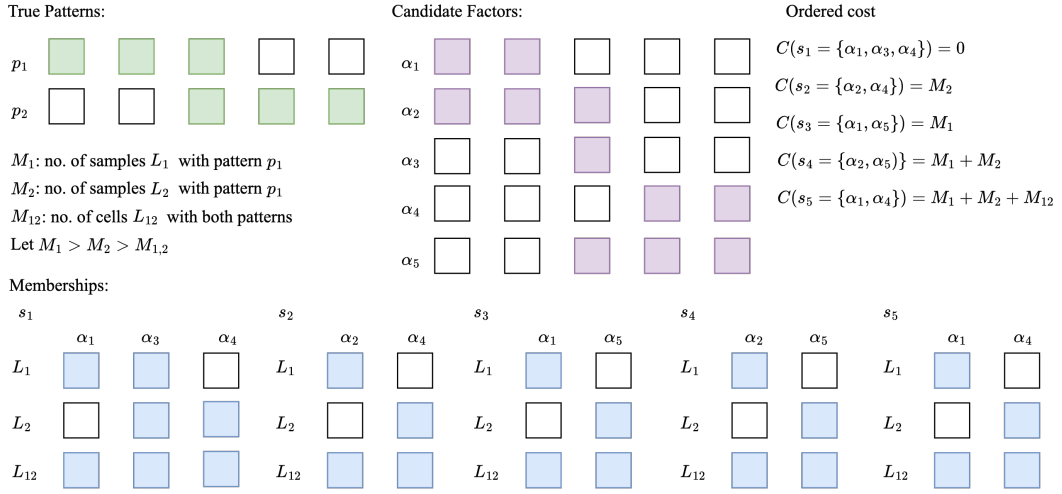 True Patterns:
p₁
p₂
M₁: no. of samples L₁ with pattern p₁
M₂: no. of samples L₂ with pattern p₁
M₁₂: no. of cells L₁₂ with both patterns
Let M₁ > M₂ > M₁,₂
Candidate Factors:
α₁
α₂
α₃
α₄
α₅
Ordered cost
C(s₁ = {α₁, α₃, α₄}) = 0
C(s₂ = {α₂, α₄}) = M₂
C(s₃ = {α₁, α₅}) = M₁
C(s₄ = {α₂, α₅)} = M₁ + M₂
C(s₅ = {α₁, α₄}) = M₁ + M₂ + M₁₂
Memberships:
s₁
α₁ α₃ α₄
L₁
L₂
L₁₂
s₂
α₂ α₄
L₁
L₂
L₁₂
s₃
α₁ α₅
L₁
L₂
L₁₂
s₄
α₂ α₅
L₁
L₂
L₁₂
s₅
α₁ α₄
L₁
L₂
L₁₂